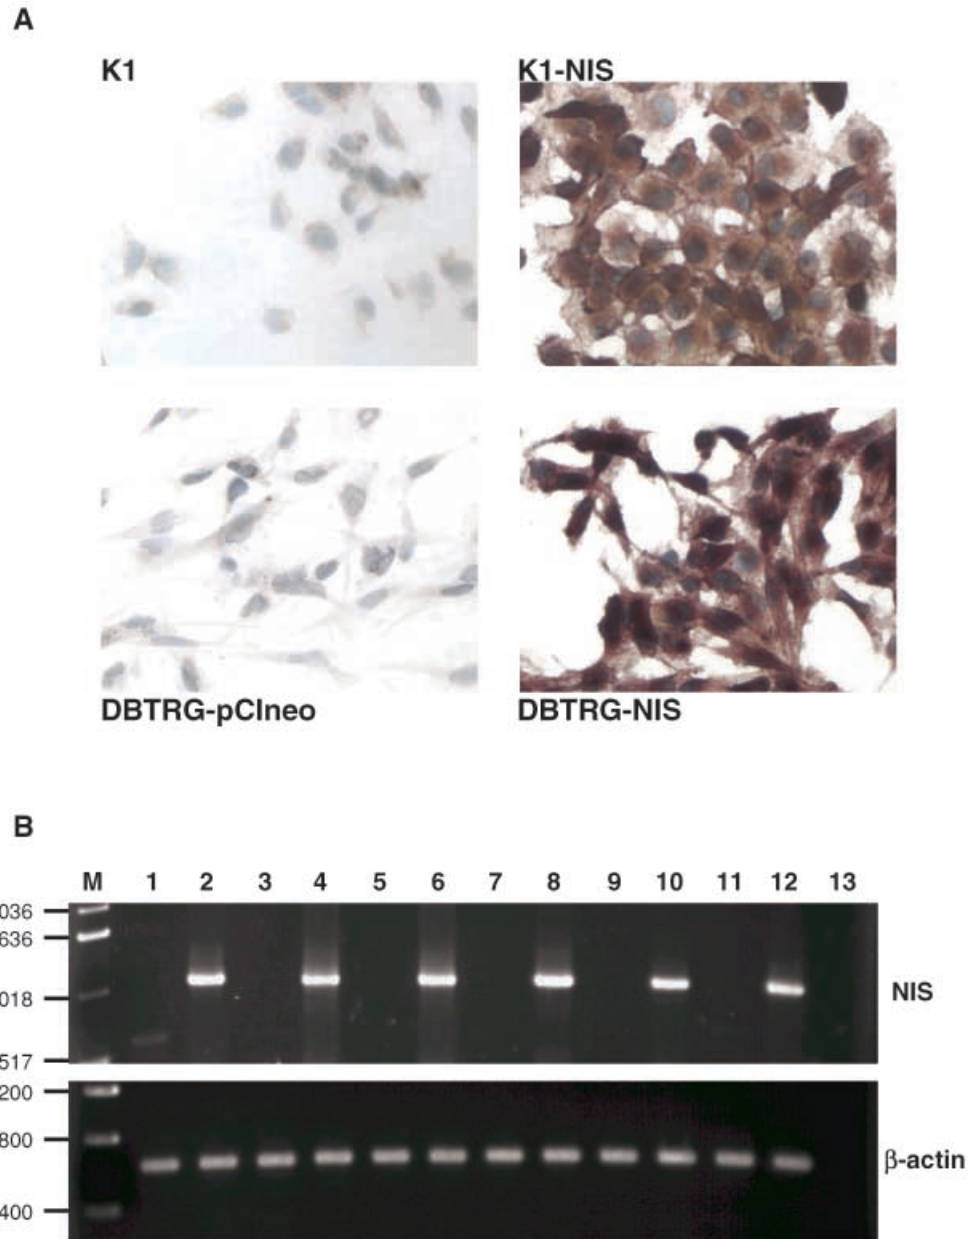 A
K1
K1-NIS
DBTRG-pCIneo
DBTRG-NIS
B
M 1 2 3 4 5 6 7 8 9 10 11 12 13
036
636
018
NIS
517
200
800
β-actin
400